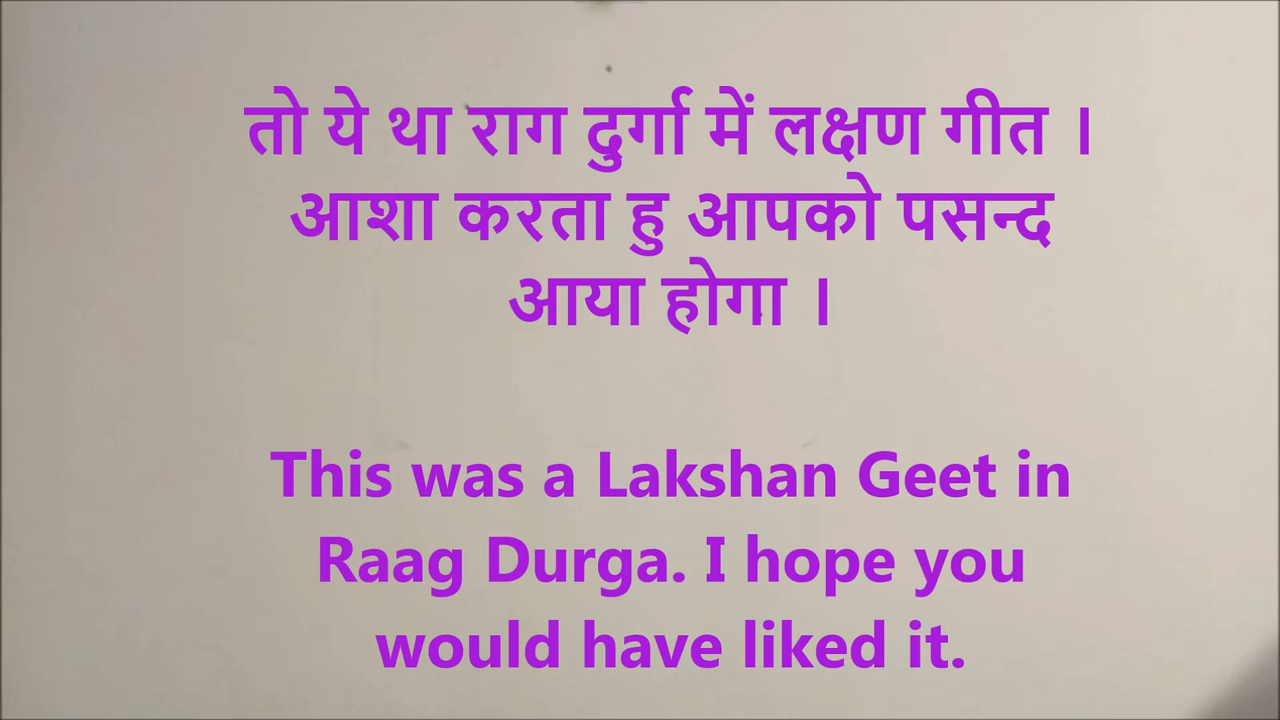 तो ये था राग दुर्गा में लक्षण गीत ।
आशा करता हु आपको पसन्द
आया होगा ।
This was a Lakshan Geet in
Raag Durga. I hope you
would have liked it.